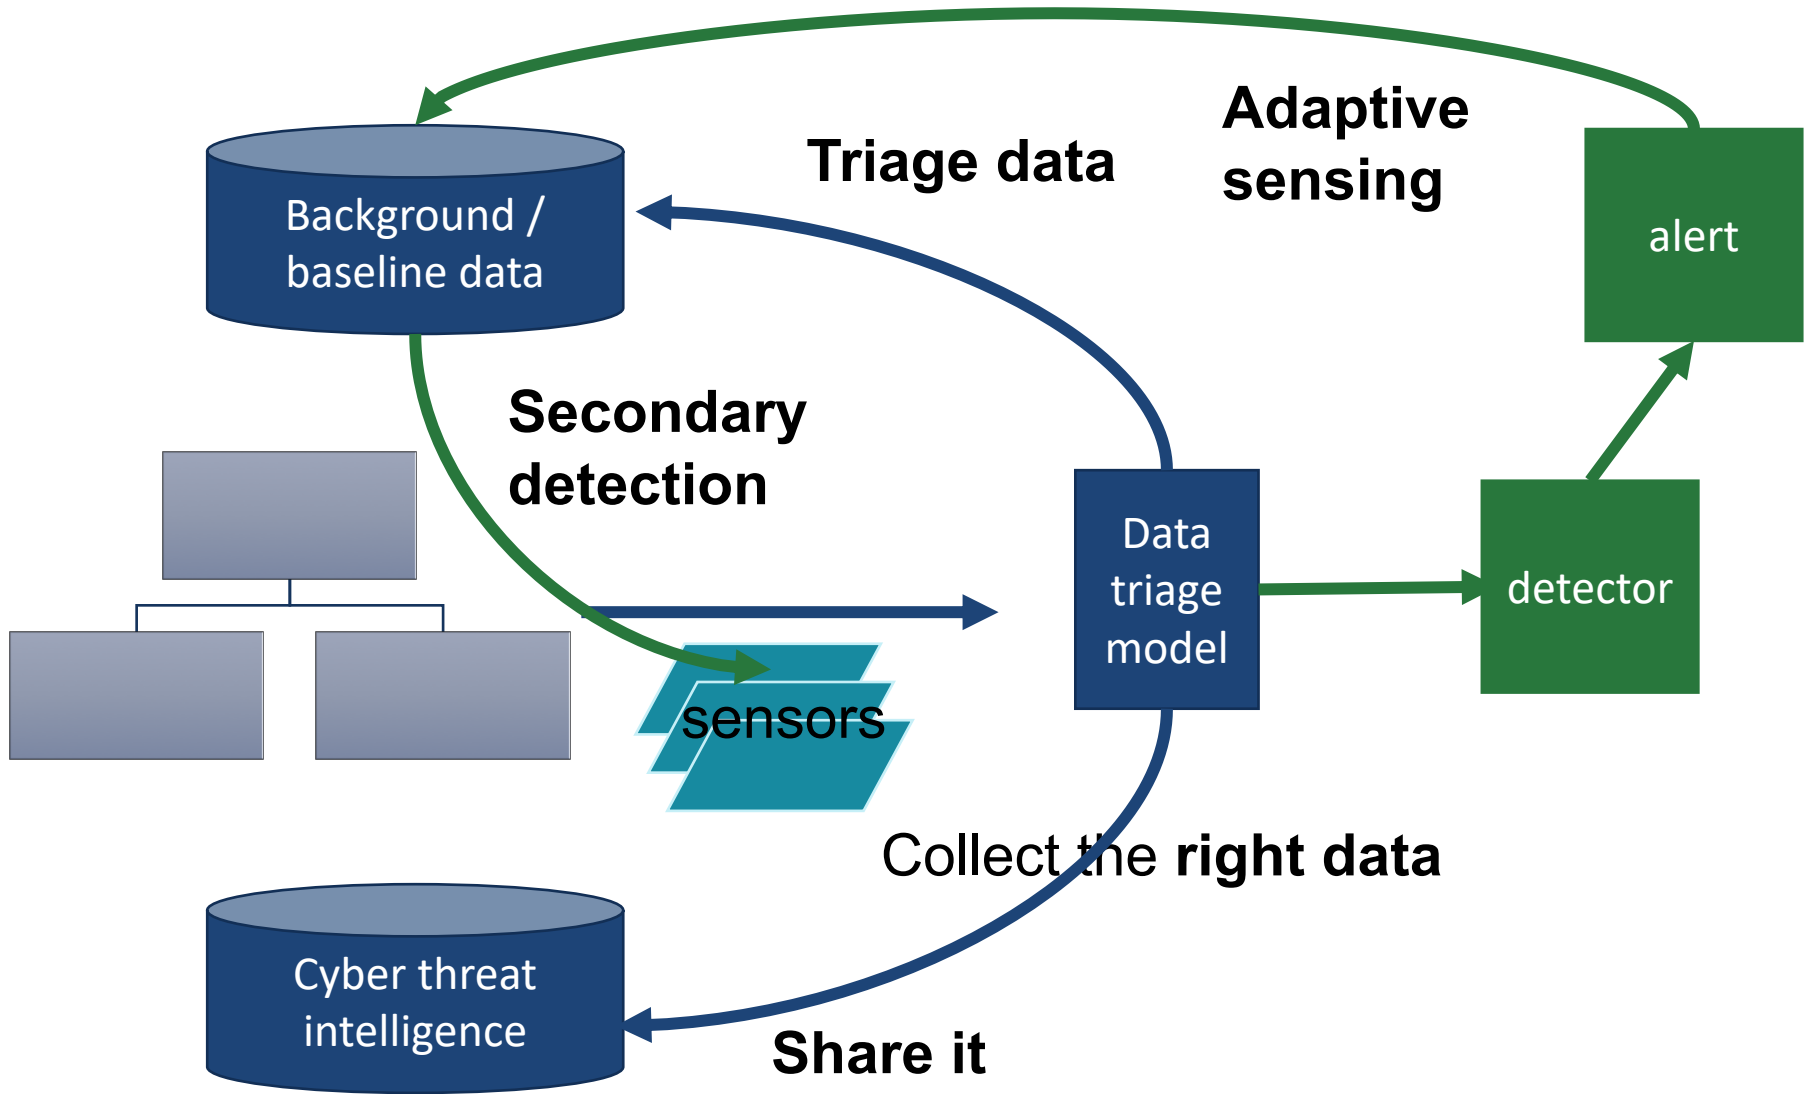 Adaptive
sensing
Triage data
alert
Background /
baseline data
Secondary
detection
Data
triage
model
detector
sensors
Collect the right data
Cyber threat
intelligence
Share it